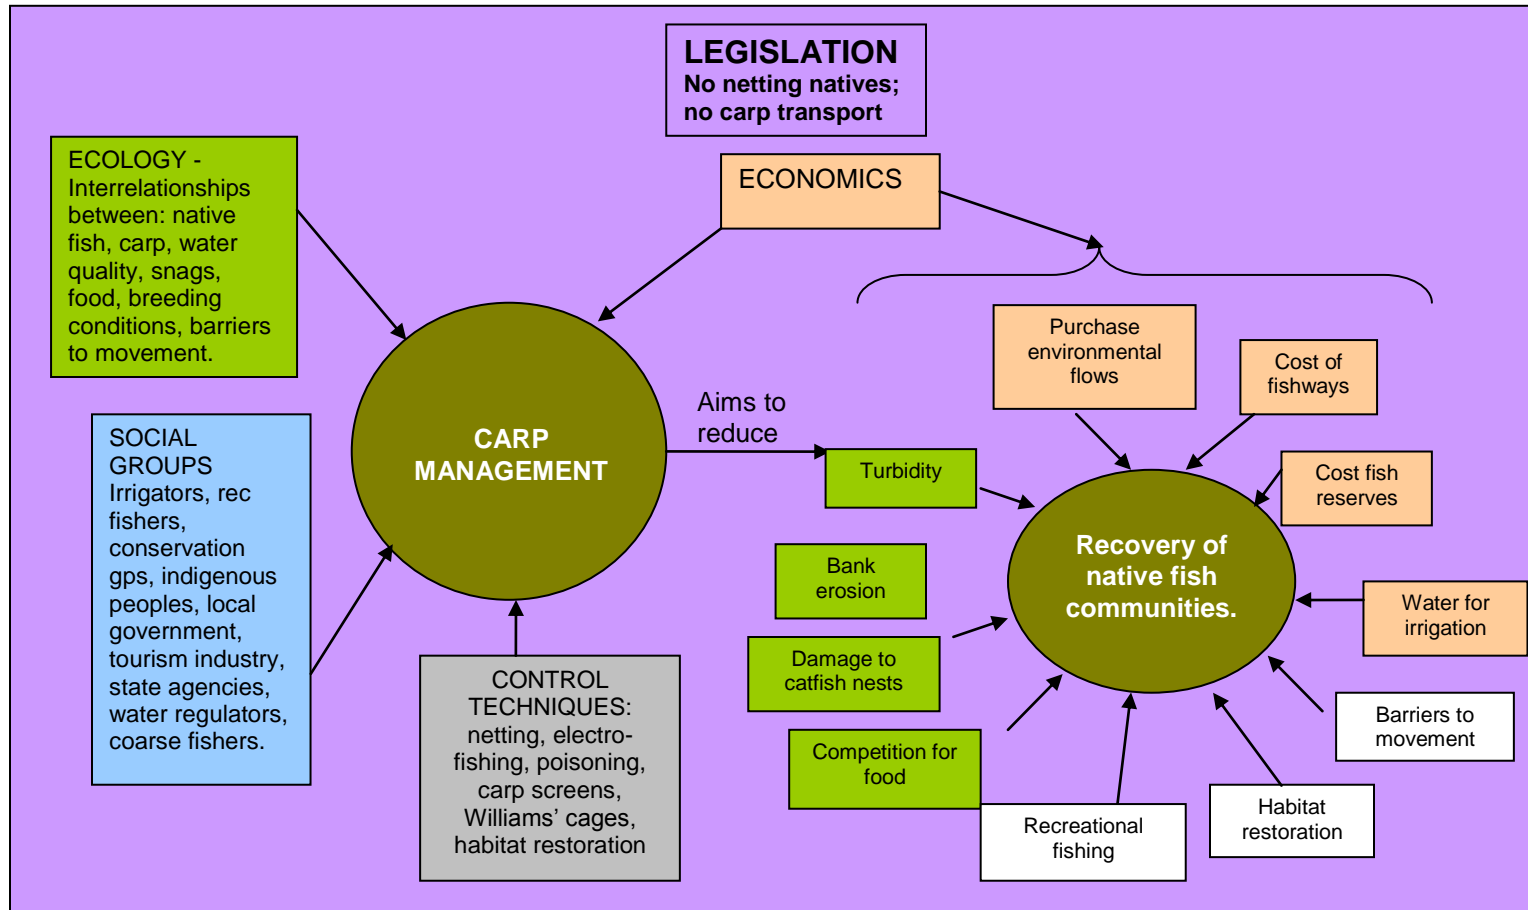 LEGISLATION
No netting natives;
no carp transport
ECOLOGY -
Interrelationships
between: native
fish, carp, water
quality, snags,
food, breeding
conditions, barriers
to movement.
ECONOMICS
SOCIAL
GROUPS
Irrigators, rec
fishers,
conservation
gps, indigenous
peoples, local
government,
tourism industry,
state agencies,
water regulators,
coarse fishers.
CARP
MANAGEMENT
CONTROL
TECHNIQUES:
netting, electro-
fishing, poisoning,
carp screens,
Williams’ cages,
habitat restoration
Aims to
reduce
Turbidity
Bank
erosion
Damage to
catfish nests
Competition for
food
Purchase
environmental
flows
Cost of
fishways
Cost fish
reserves
Recovery of
native fish
communities.
Water for
irrigation
Barriers to
movement
Habitat
restoration
Recreational
fishing